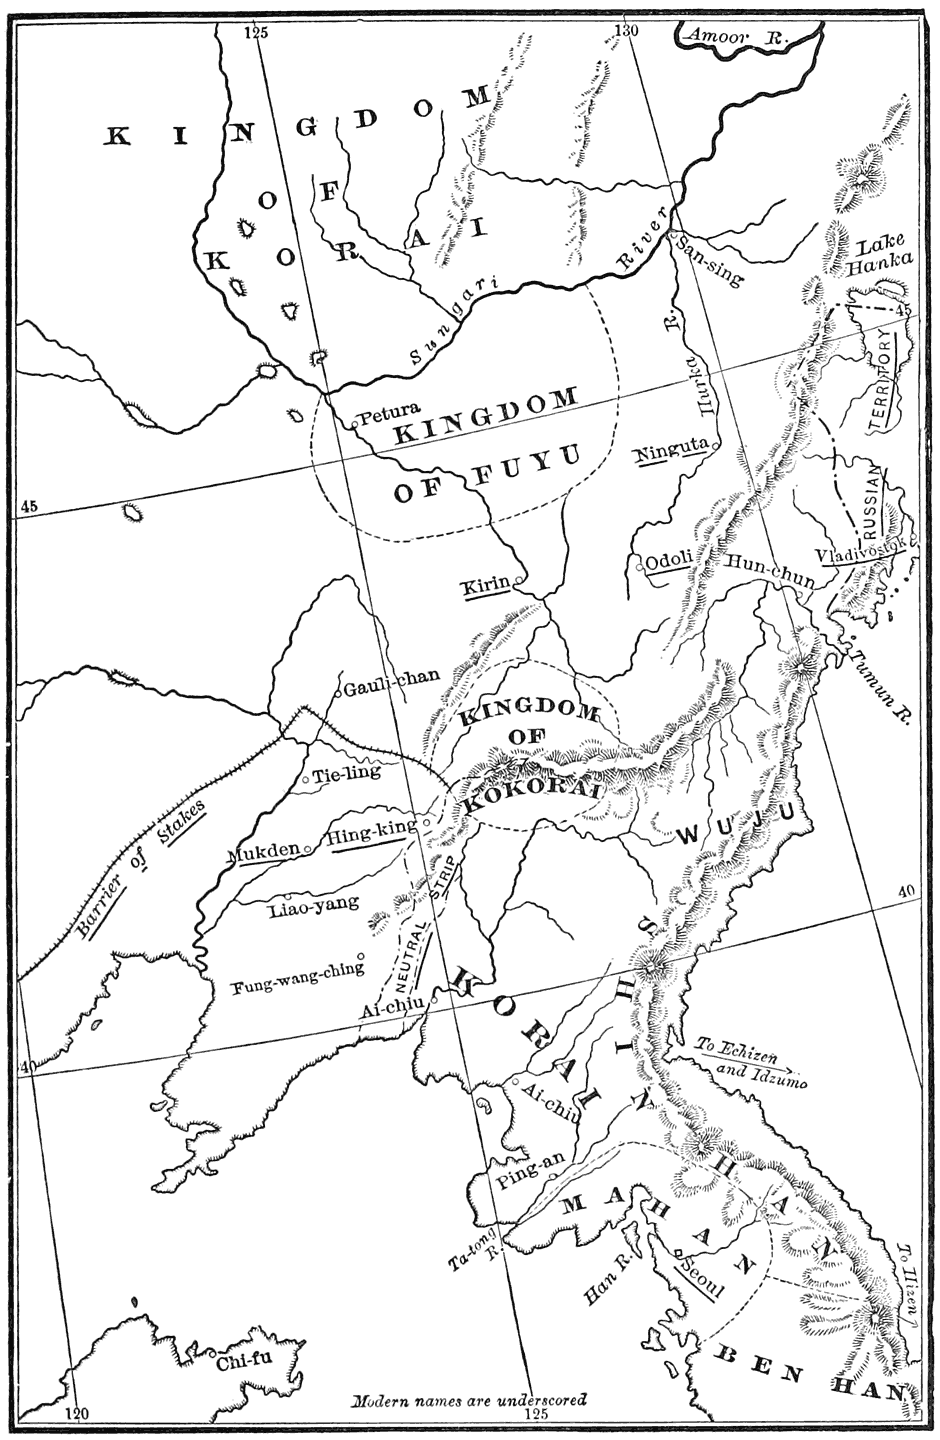 125
130
Amoor R.
KINGDOM
OF
KORAI
Sungari River
San-sing
Lake
Hanka
45
TERRITORY
RUSSIAN
Hurka R.
Petura
KINGDOM
OF FUYU
Ninguta
45
Odoli
Hun-chun
Vladivostok
Kirin
Tumun R.
Gauli-chan
KINGDOM
OF
KOKORAI
Tie-ling
Barrier of Stakes
Hing-king
Mukden
WUJU
Liao-yang
NEUTRAL STRIP
40
Fung-wang-ching
Ai-chiu
KORAI
SHIN HAN
40
To Echizen
and Idzumo
Ai-chiu
Ping-an
MAHAN
Ta-tong
R.
Han R.
Seoul
To Hizen
BEN HAN
Chi-fu
Modern names are underscored
120
125